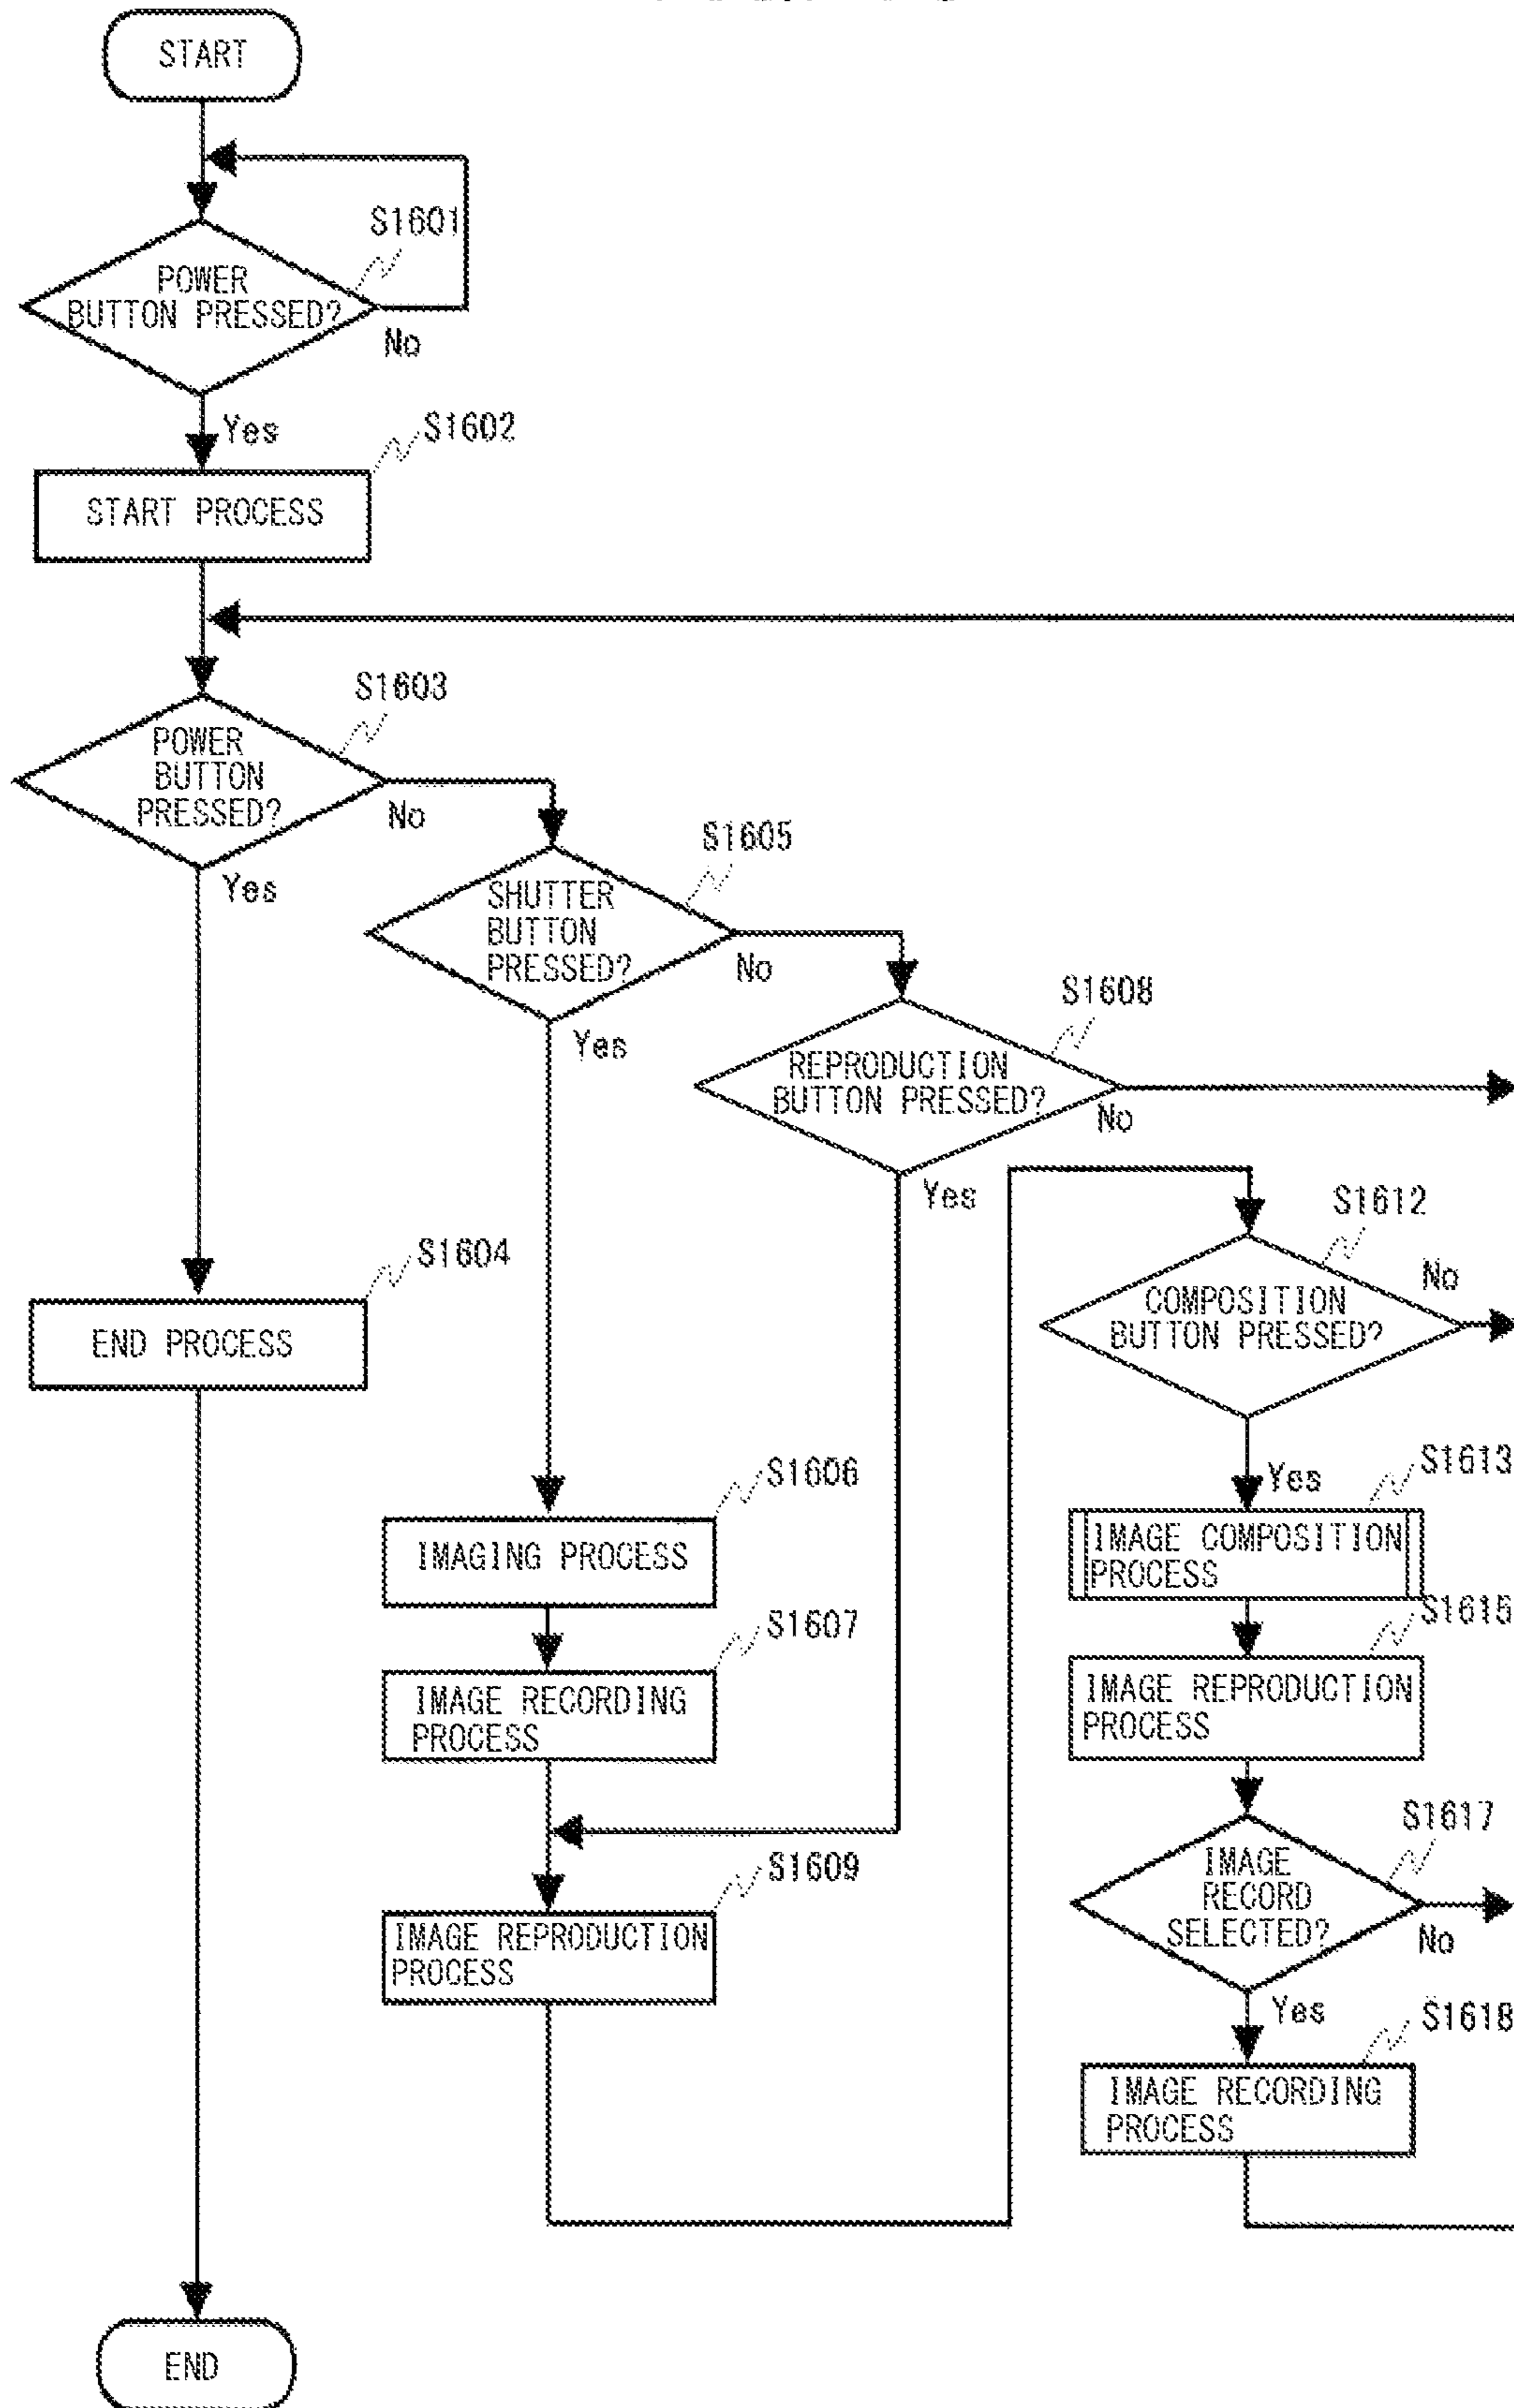 START
S1601
POWER
BUTTON PRESSED?
No
Yes
S1602
START PROCESS
S1603
POWER
BUTTON
PRESSED?
No
Yes
S1605
SHUTTER
BUTTON
PRESSED?
No
Yes
S1608
REPRODUCTION
BUTTON PRESSED?
No
Yes
S1612
COMPOSITION
BUTTON PRESSED?
No
Yes
S1604
END PROCESS
S1606
IMAGING PROCESS
S1607
IMAGE RECORDING
PROCESS
S1609
IMAGE REPRODUCTION
PROCESS
S1613
IMAGE COMPOSITION
PROCESS
S1615
IMAGE REPRODUCTION
PROCESS
S1617
IMAGE
RECORD
SELECTED?
No
Yes
S1618
IMAGE RECORDING
PROCESS
END